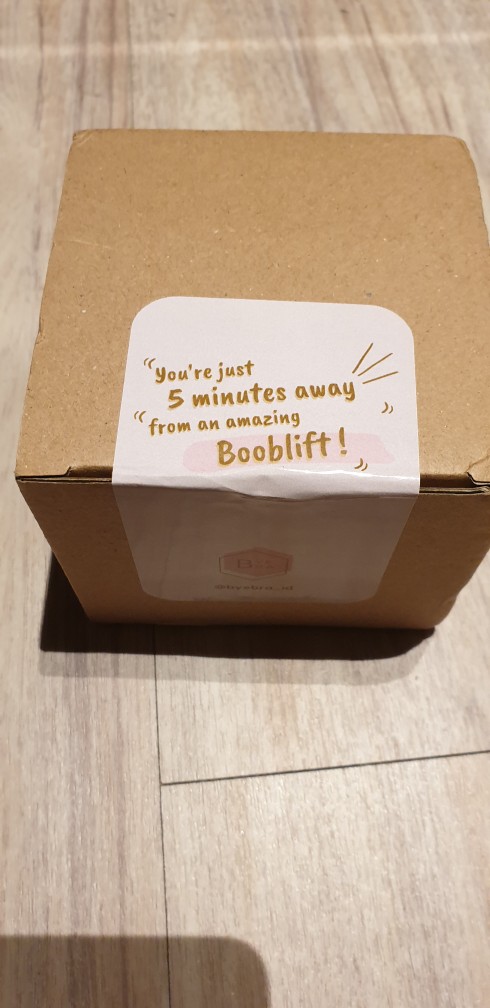 "You're just
5 minutes away"
"from an amazing
Booblift!"